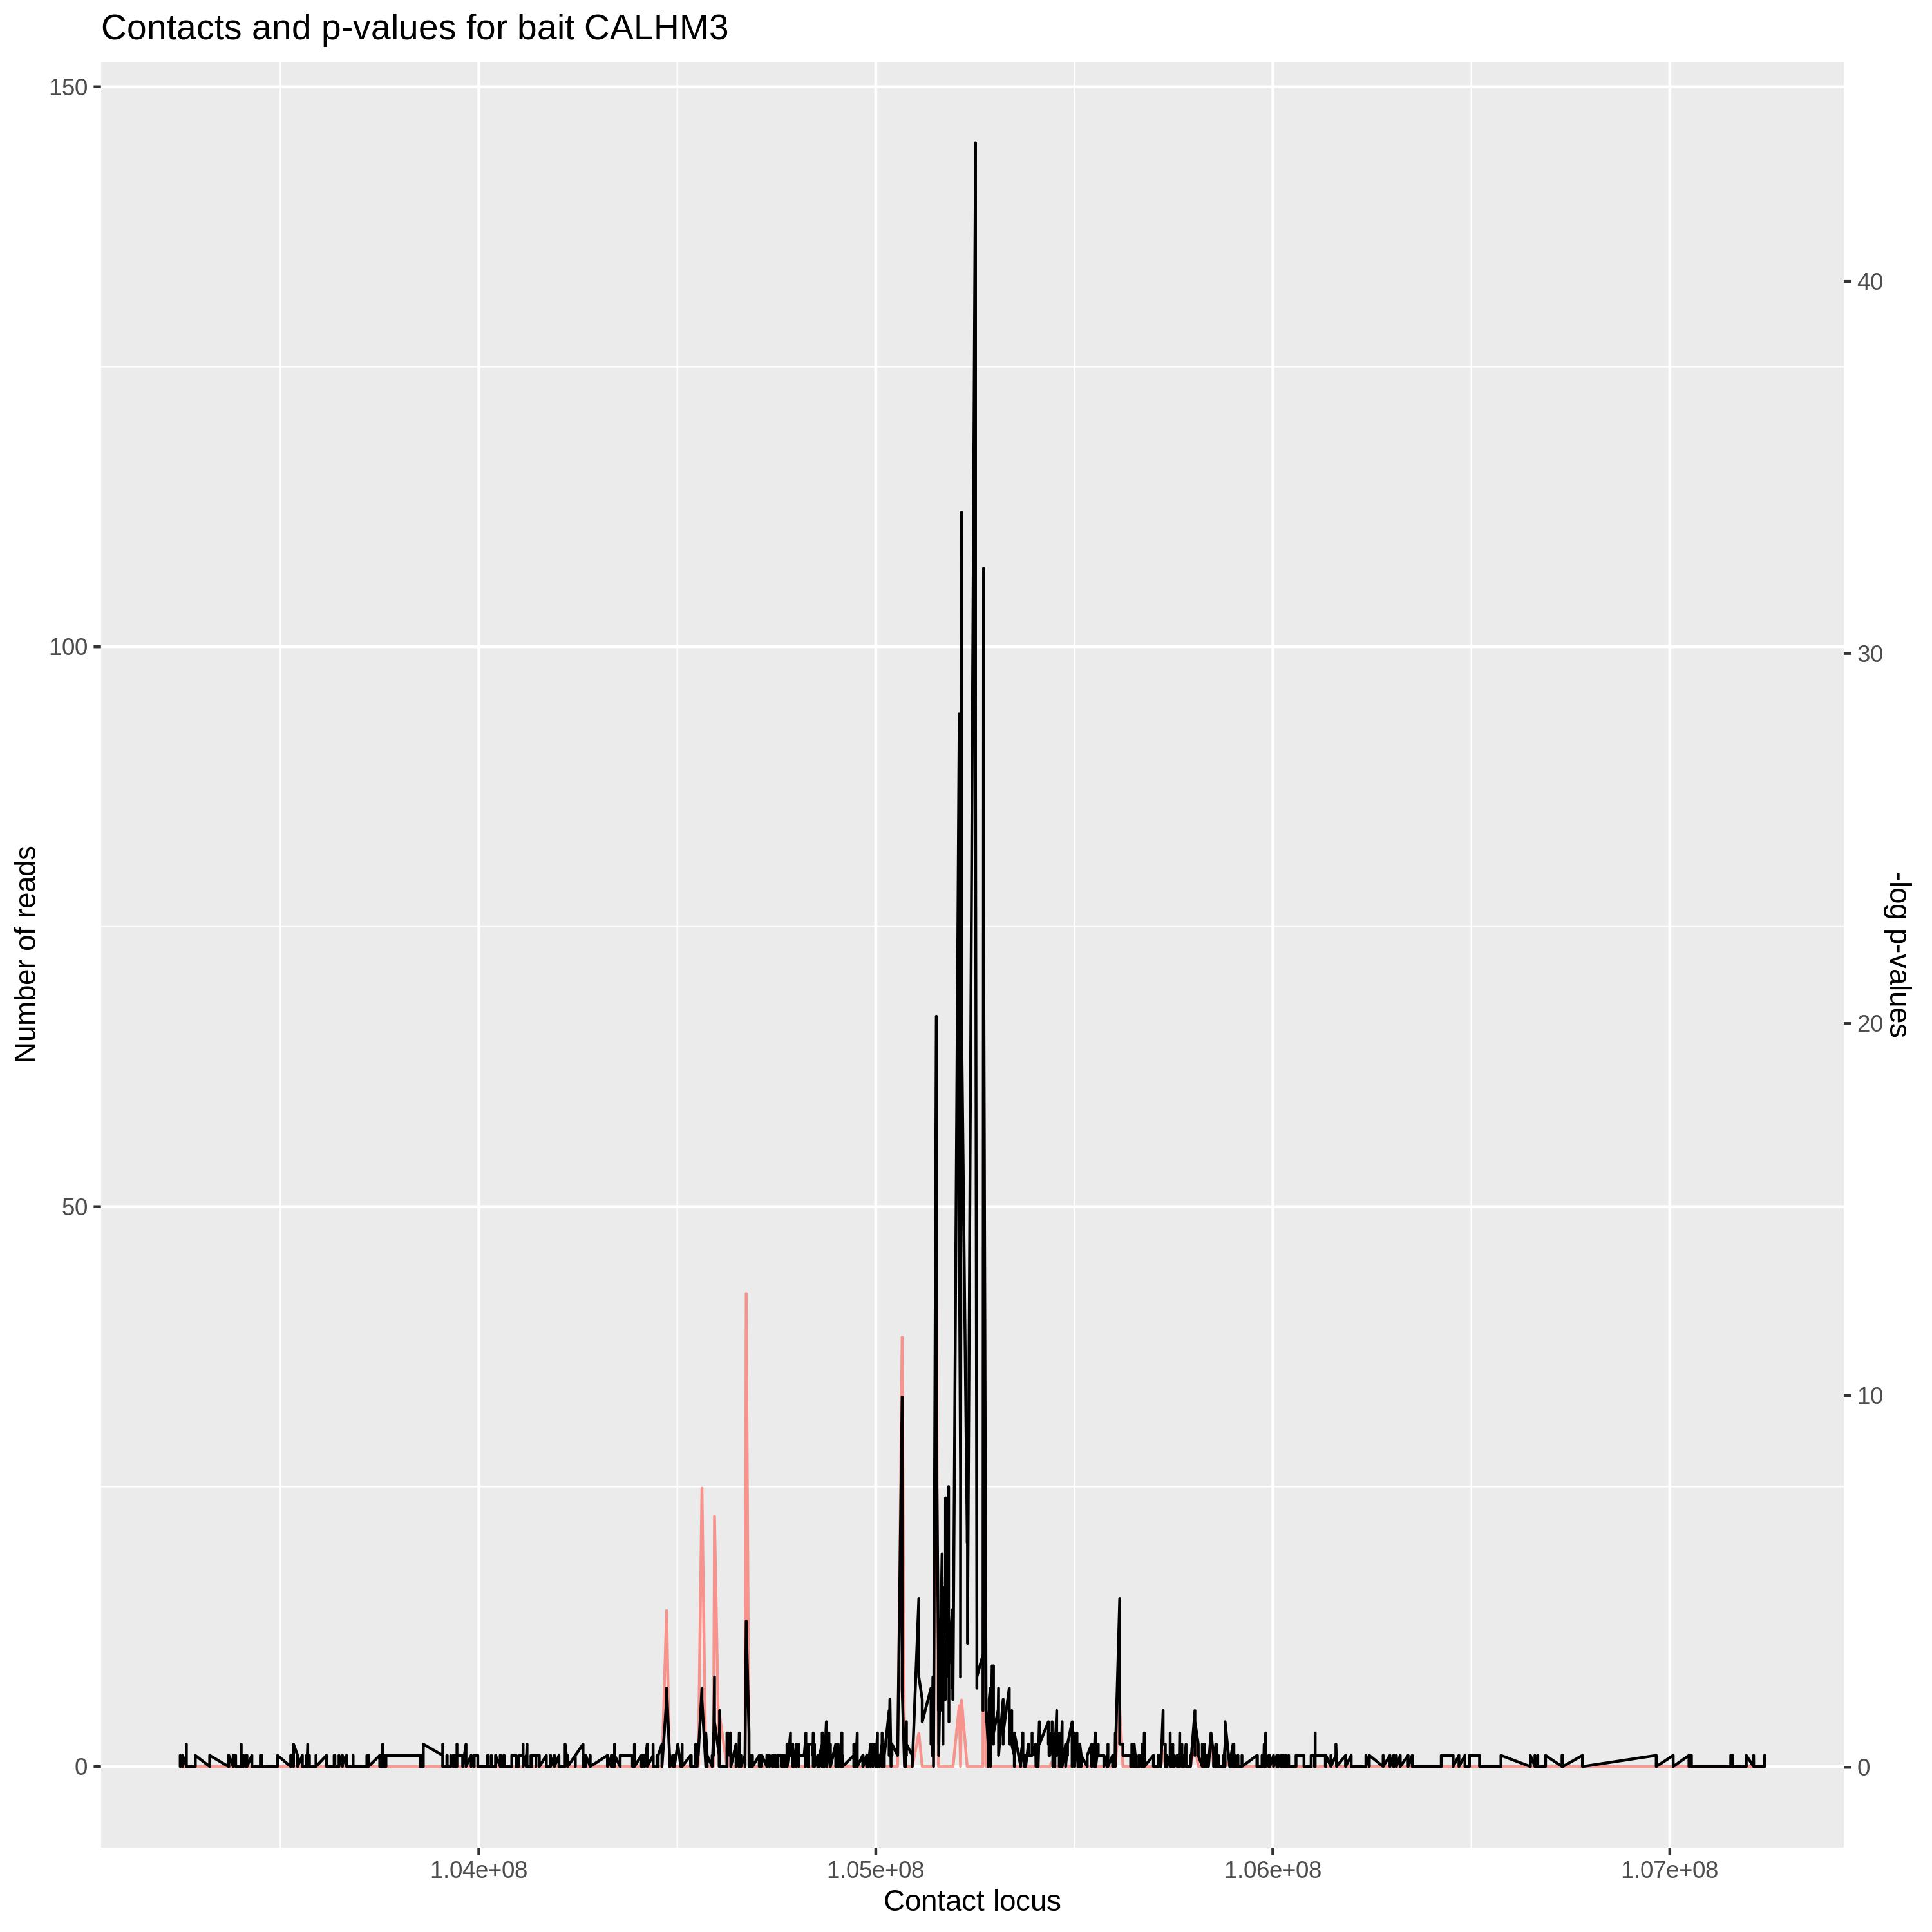 Contacts and p-values for bait CALHM3
150
100
50
0
Number of reads
40
30
20
10
0
-log p-values
1.04e+08
1.05e+08
1.06e+08
1.07e+08
Contact locus